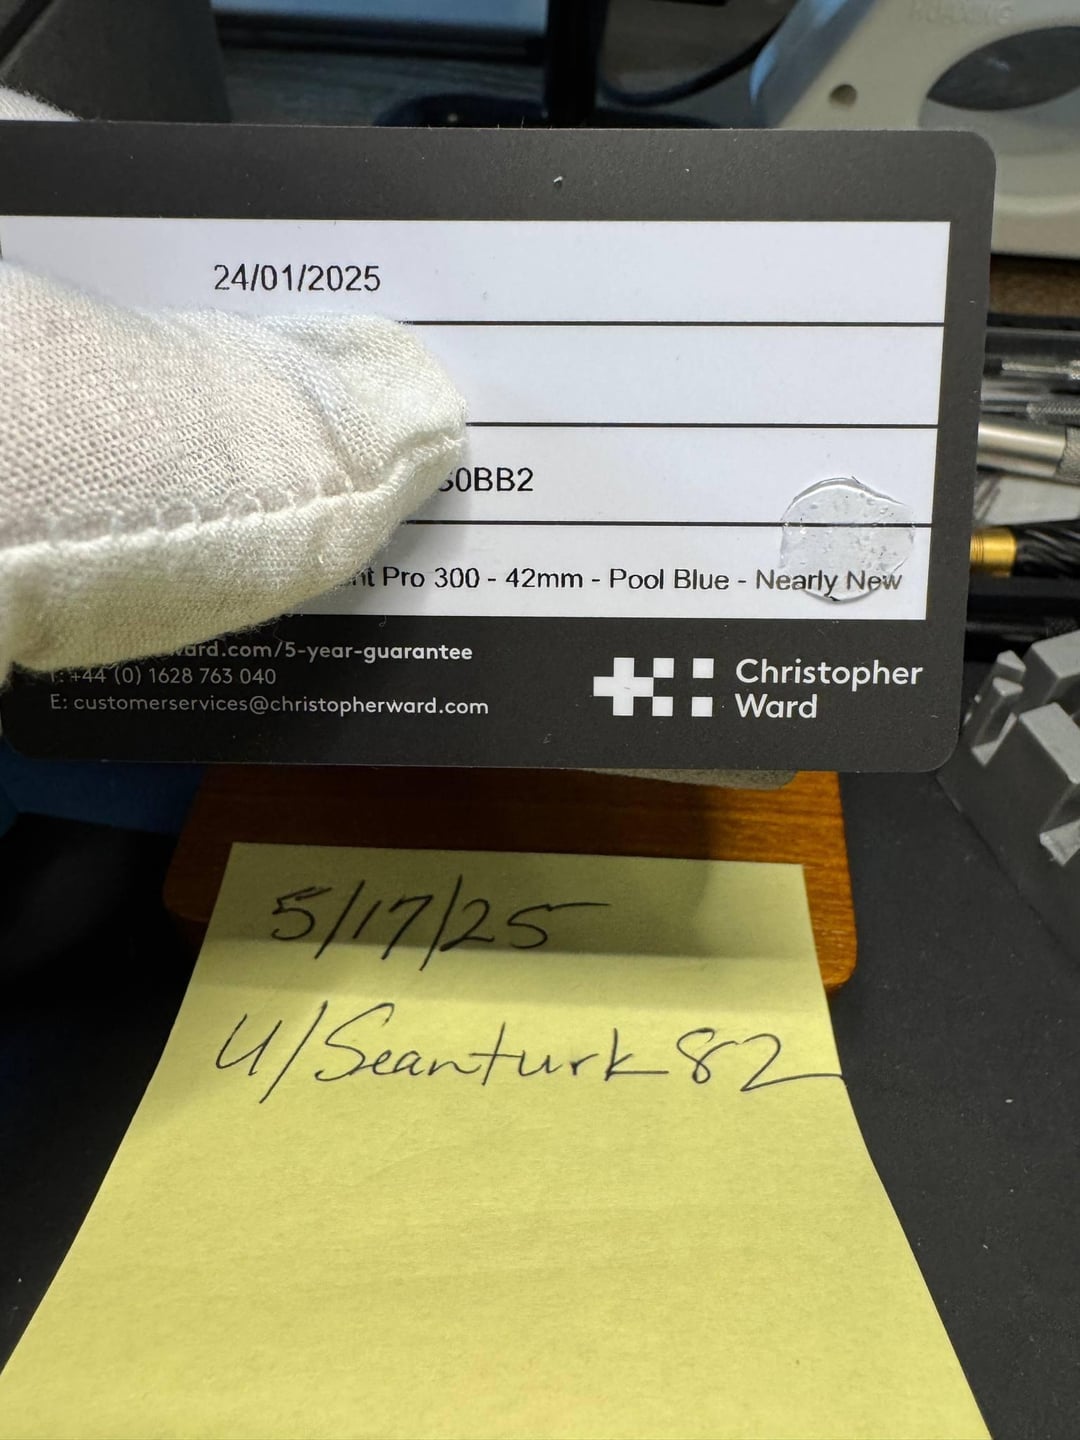 24/01/2025
S0BB2
nt Pro 300 - 42mm - Pool Blue - Nearly New
ward.com/5-year-guarantee
T: +44 (0) 1628 763 040
E: customerservices@christopherward.com
Christopher
Ward
5/17/25
u/Seanturk82